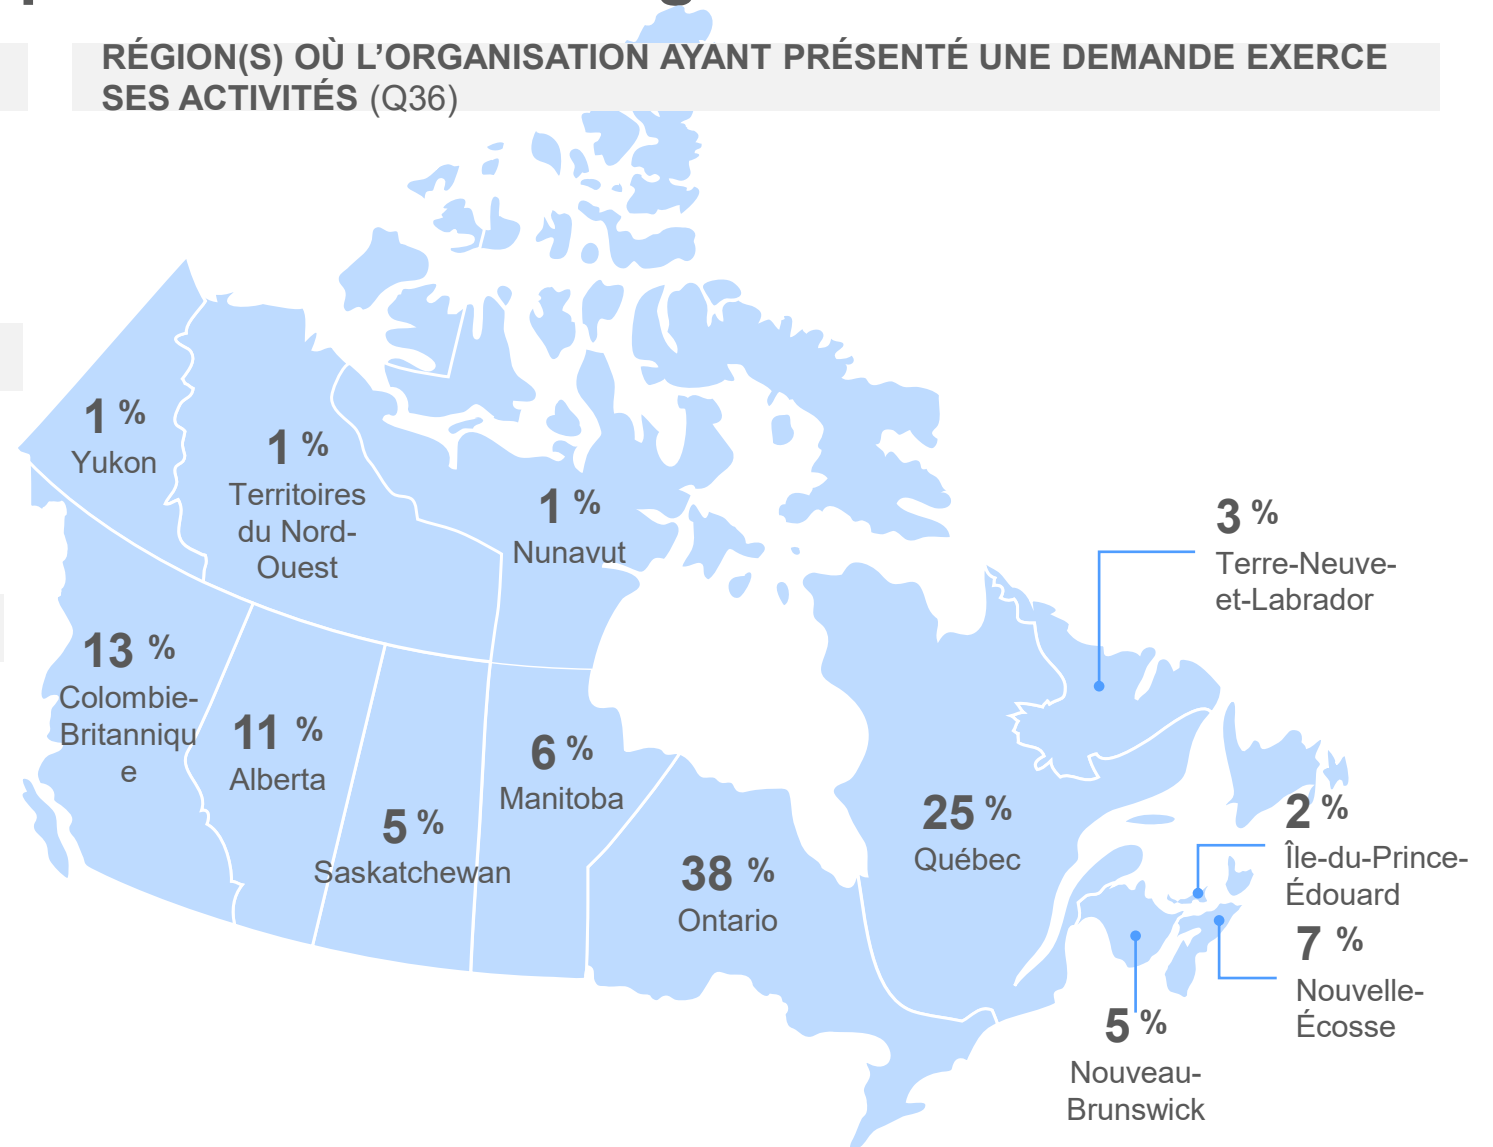 RÉGION(S) OÙ L’ORGANISATION AYANT PRÉSENTÉ UNE DEMANDE EXERCE
SES ACTIVITÉS (Q36)
1 %
Yukon
1 %
Territoires
du Nord-
Ouest
1 %
Nunavut
3 %
Terre-Neuve-
et-Labrador
13 %
Colombie-
Britanniqu
e
11 %
Alberta
5 %
Saskatchewan
6 %
Manitoba
38 %
Ontario
25 %
Québec
2 %
Île-du-Prince-
Édouard
7 %
Nouvelle-
Écosse
5 %
Nouveau-
Brunswick